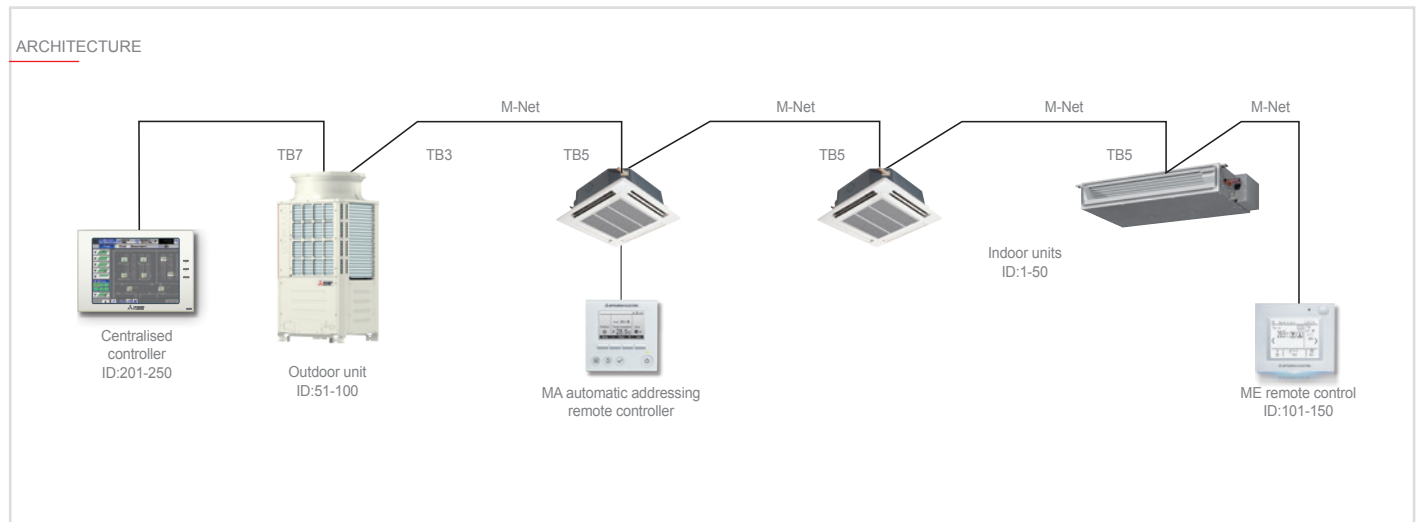 ARCHITECTURE
M-Net
M-Net
M-Net
M-Net
TB7
TB3
TB5
TB5
TB5
Indoor units
ID:1-50
Centralised
controller
ID:201-250
Outdoor unit
ID:51-100
MA automatic addressing
remote controller
ME remote control
ID:101-150